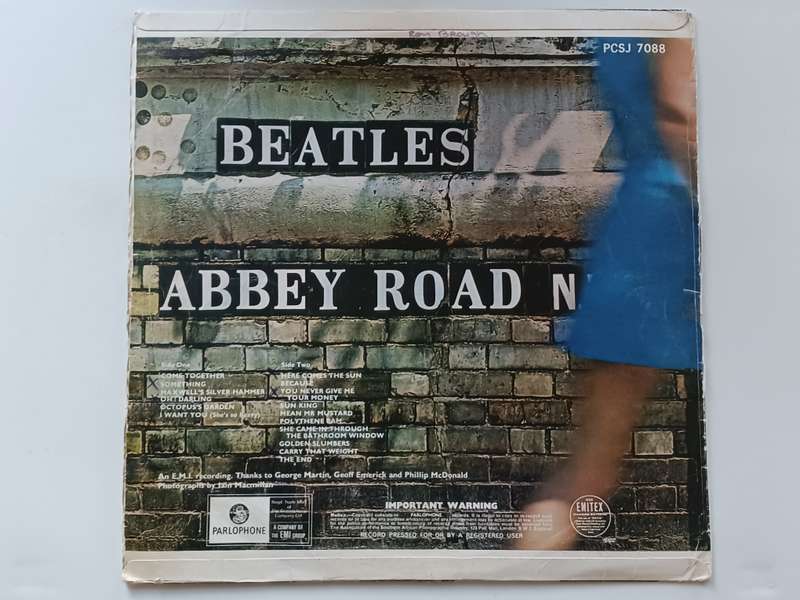 Ron Brough
PCSJ 7088
BEATLES
ABBEY ROAD N
Side One
COME TOGETHER
SOMETHING
MAXWELL'S SILVER HAMMER
OH! DARLING
OCTOPUS'S GARDEN
I WANT YOU (She's so heavy)
Side Two
HERE COMES THE SUN
BECAUSE
YOU NEVER GIVE ME
YOUR MONEY
SUN KING
MEAN MR MUSTARD
POLYTHENE PAM
SHE CAME IN THROUGH
THE BATHROOM WINDOW
GOLDEN SLUMBERS
CARRY THAT WEIGHT
THE END
An E.M.I. recording. Thanks to George Martin, Geoff Emerick and Phillip McDonald
Photographs by Iain Macmillan
PARLOPHONE
A COMPANY OF
THE EMI GROUP
IMPORTANT WARNING
RECORD PRESSED FOR OR BY A REGISTERED USER
EMITEX